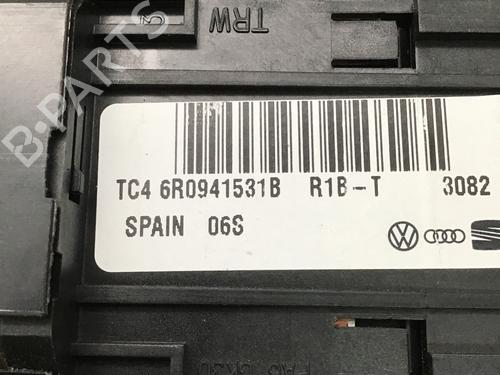 TRW
B-PARTS
TC4 6R0941531B R1B-T 3082
SPAIN 06S